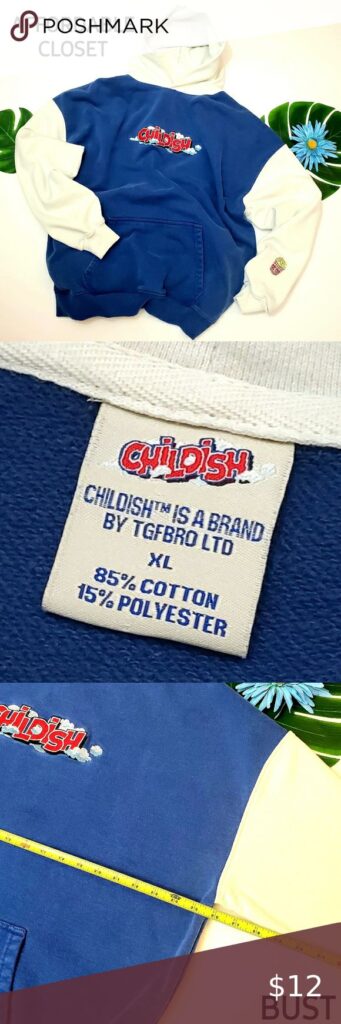 POSHMARK
CLOSET
CHILDISH
CHILDISH
CHILDISH™ IS A BRAND
BY TGFBRO LTD
XL
85% COTTON
15% POLYESTER
CHILDISH
$12
BUST